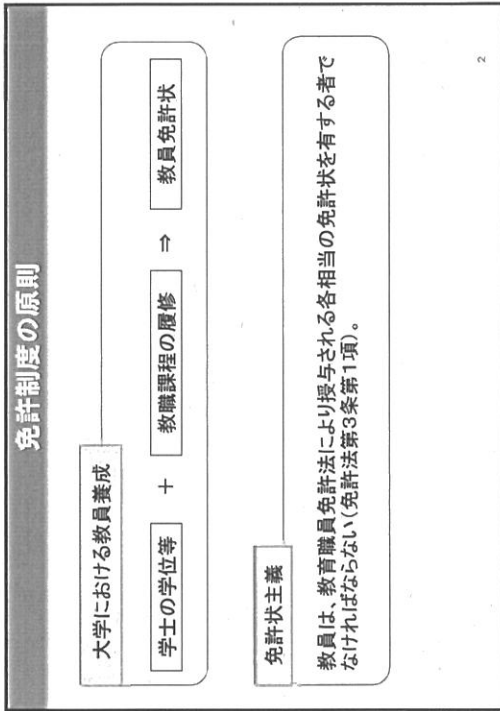 免許制度の原則
大学における教員養成
学士の学位等 + 教職課程の履修 ⇒ 教員免許状
免許状主義
教員は、教育職員免許法により授与される各相当の免許状を有する者で
なければならない(免許法第3条第1項)。
2